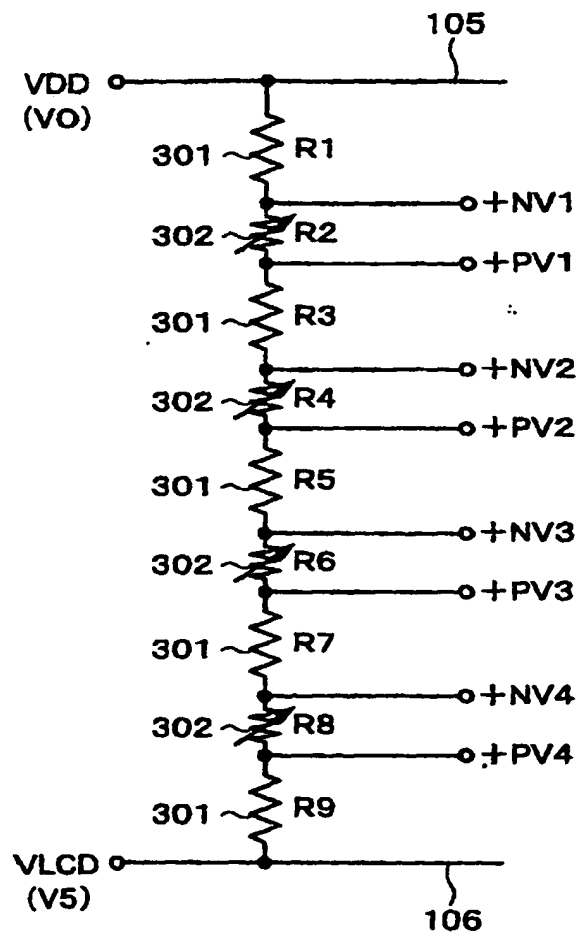 105
VDD
(VO)
301 R1
+NV1
302 R2
+PV1
301 R3
+NV2
302 R4
+PV2
301 R5
+NV3
302 R6
+PV3
301 R7
+NV4
302 R8
+PV4
301 R9
VLCD
(V5)
106